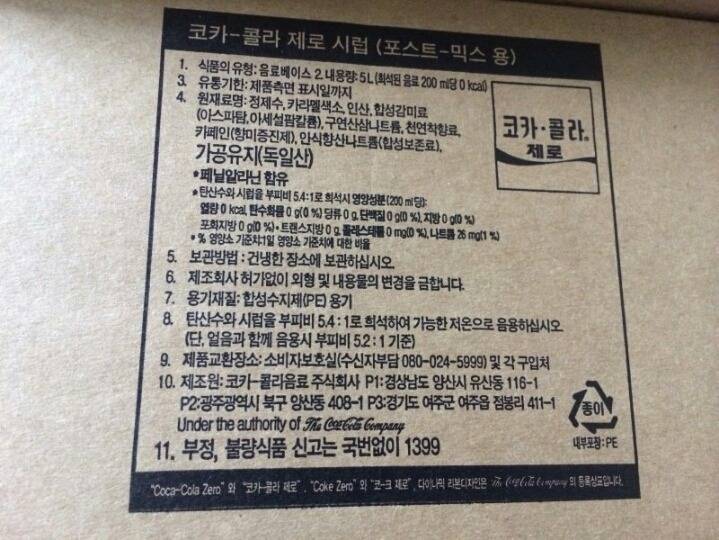 코카-콜라 제로 시럽 (포스트-믹스 용)
1. 식품의 유형: 음료베이스 2. 내용량: 5L (희석된 음료 200 ml당 0 kcal)
3. 유통기한: 제품측면 표시일까지
4. 원재료명: 정제수, 카라멜색소, 인산, 합성감미료
(아스파탐,아세설팜칼륨), 구연산삼나트륨, 천연착향료,
카페인(향미증진제), 안식향산나트륨(합성보존료),
가공유지(독일산)
*페닐알라닌 함유
*탄산수와 시럽을 부피비 5.4:1로 희석시 영양성분(200 ml당):
열량 0 kcal, 탄수화물 0 g(0 %) 당류 0 g, 단백질 0 g(0 %), 지방 0 g(0 %)
포화지방 0 g(0 %)·트랜스지방 0 g, 콜레스테롤 0 mg(0 %), 나트륨 26 mg(1 %)
*% 영양소 기준치:1일 영양소 기준치에 대한 비율
코카·콜라®
제로
5. 보관방법 : 건냉한 장소에 보관하십시오.
6. 제조회사 허가없이 외형 및 내용물의 변경을 금합니다.
7. 용기재질: 합성수지제(PE) 용기
8. 탄산수와 시럽을 부피비 5.4 : 1로 희석하여 가능한 저온으로 음용하십시오
(단, 얼음과 함께 음용시 부피비 5.2 : 1 기준)
9. 제품교환장소: 소비자보호실(수신자부담 080-024-5999) 및 각 구입처
10. 제조원: 코카-콜라음료 주식회사 P1:경상남도 양산시 유산동 116-1
P2:광주광역시 북구 양산동 408-1 P3:경기도 여주군 여주읍 점봉리 411-1
Under the authority of The Coca-Cola Company
11. 부정, 불량식품 신고는 국번없이 1399
종이
내부포장: PE
"Coca-Cola Zero" 와 "코카-콜라 제로", "Coke Zero" 와 "코-크 제로", 다이나믹 리본디자인은 The Coca-Cola Company 의 등록상표입니다.